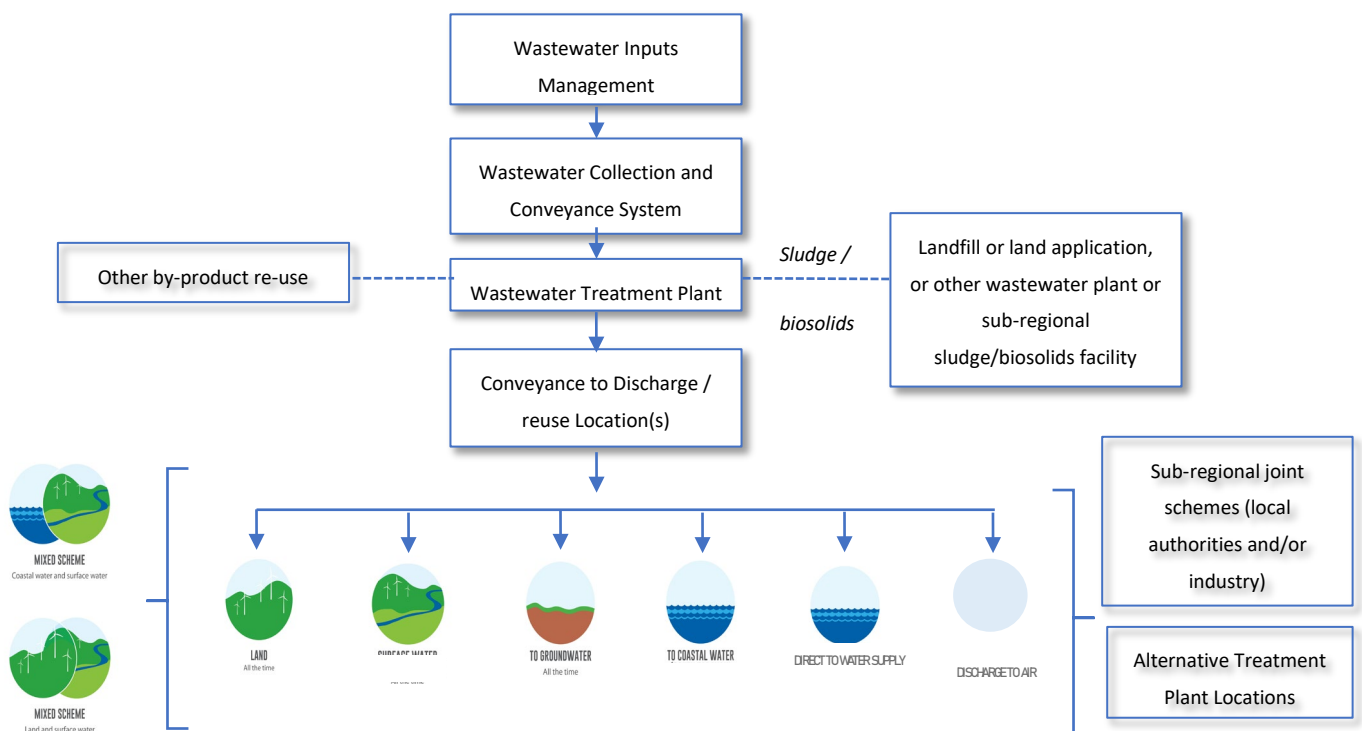 Wastewater Inputs
Management
Wastewater Collection and
Conveyance System
Other by-product re-use
Wastewater Treatment Plant
Sludge /
biosolids
Landfill or land application,
or other wastewater plant or
sub-regional
sludge/biosolids facility
Conveyance to Discharge /
reuse Location(s)
MIXED SCHEME
Coastal water and surface water
MIXED SCHEME
Land and surface water
LAND
All the time
SURFACE WATER
TO GROUNDWATER
All the time
TO COASTAL WATER
DIRECT TO WATER SUPPLY
DISCHARGE TO AIR
Sub-regional joint
schemes (local
authorities and/or
industry)
Alternative Treatment
Plant Locations